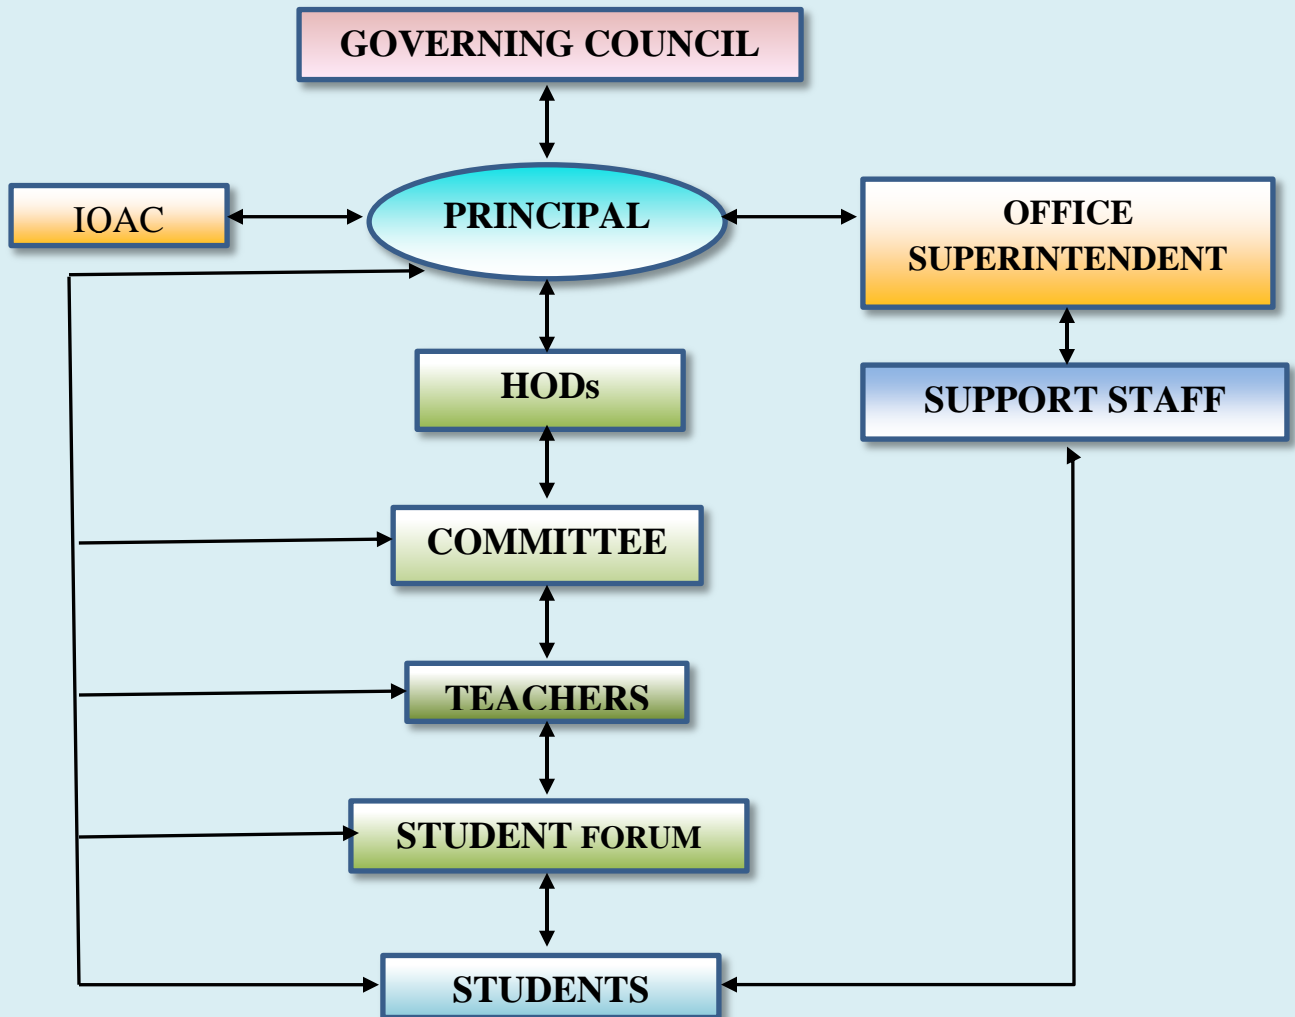 GOVERNING COUNCIL
IOAC
PRINCIPAL
OFFICE
SUPERINTENDENT
HODs
SUPPORT STAFF
COMMITTEE
TEACHERS
STUDENT FORUM
STUDENTS